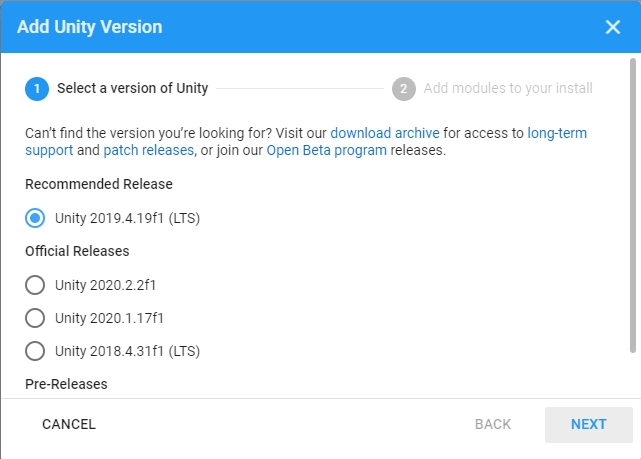 Add Unity Version
1 Select a version of Unity 2 Add modules to your install
Can't find the version you're looking for? Visit our download archive for access to long-term
support and patch releases, or join our Open Beta program releases.
Recommended Release
Unity 2019.4.19f1 (LTS)
Official Releases
Unity 2020.2.2f1
Unity 2020.1.17f1
Unity 2018.4.31f1 (LTS)
Pre-Releases
CANCEL BACK NEXT